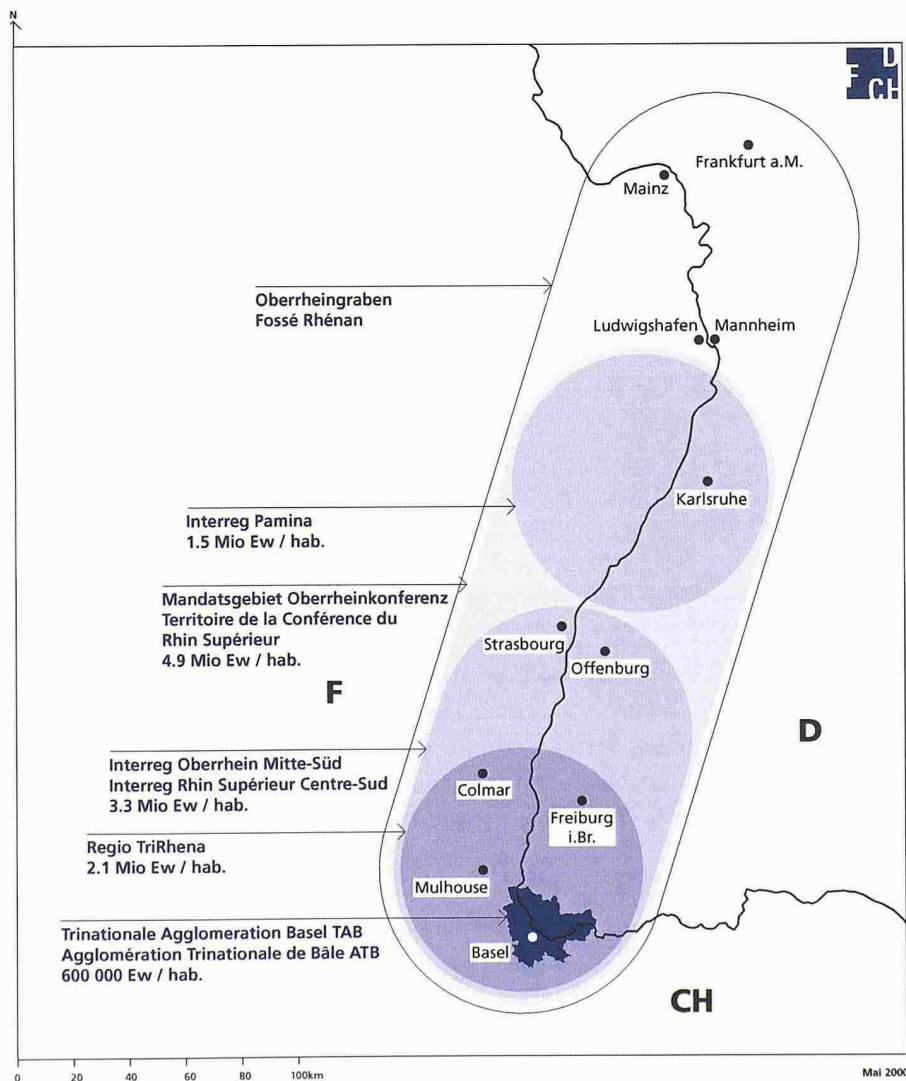 N
D
F
CH
Frankfurt a.M.
Mainz
Oberrheingraben
Fossé Rhénan
Ludwigshafen
Mannheim
Karlsruhe
Interreg Pamina
1.5 Mio Ew / hab.
Mandatsgebiet Oberrheinkonferenz
Territoire de la Conférence du
Rhin Supérieur
4.9 Mio Ew / hab.
Strasbourg
Offenburg
F
D
Interreg Oberrhein Mitte-Süd
Interreg Rhin Supérieur Centre-Sud
3.3 Mio Ew / hab.
Colmar
Freiburg
i.Br.
Regio TriRhena
2.1 Mio Ew / hab.
Mulhouse
Trinationale Agglomeration Basel TAB
Agglomération Trinationale de Bâle ATB
600 000 Ew / hab.
Basel
CH
0 20 40 60 80 100km
Mai 2000